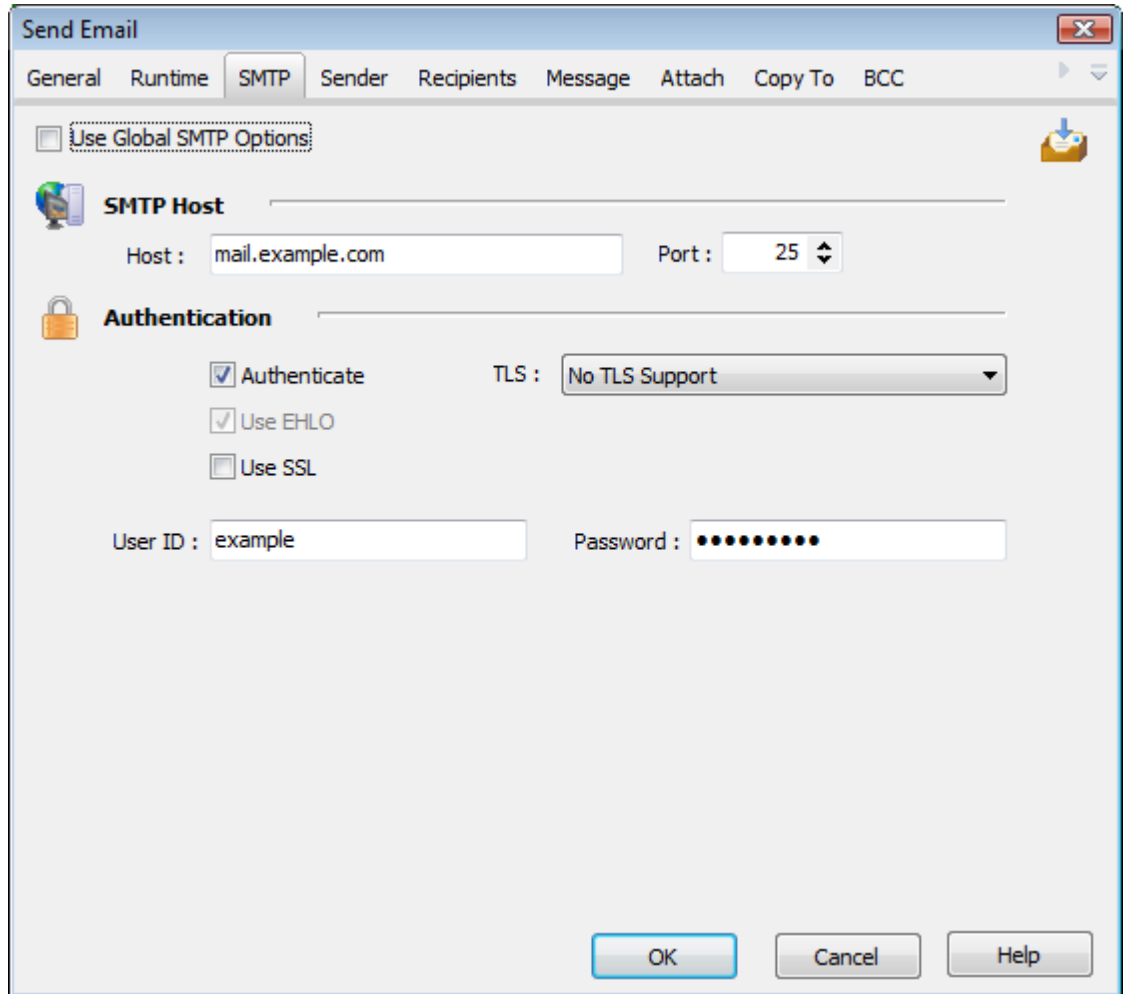 Send Email
General Runtime SMTP Sender Recipients Message Attach Copy To BCC
Use Global SMTP Options
SMTP Host
Host : mail.example.com Port : 25
Authentication
Authenticate TLS : No TLS Support
Use EHLO
Use SSL
User ID : example Password : •••••••••
OK Cancel Help